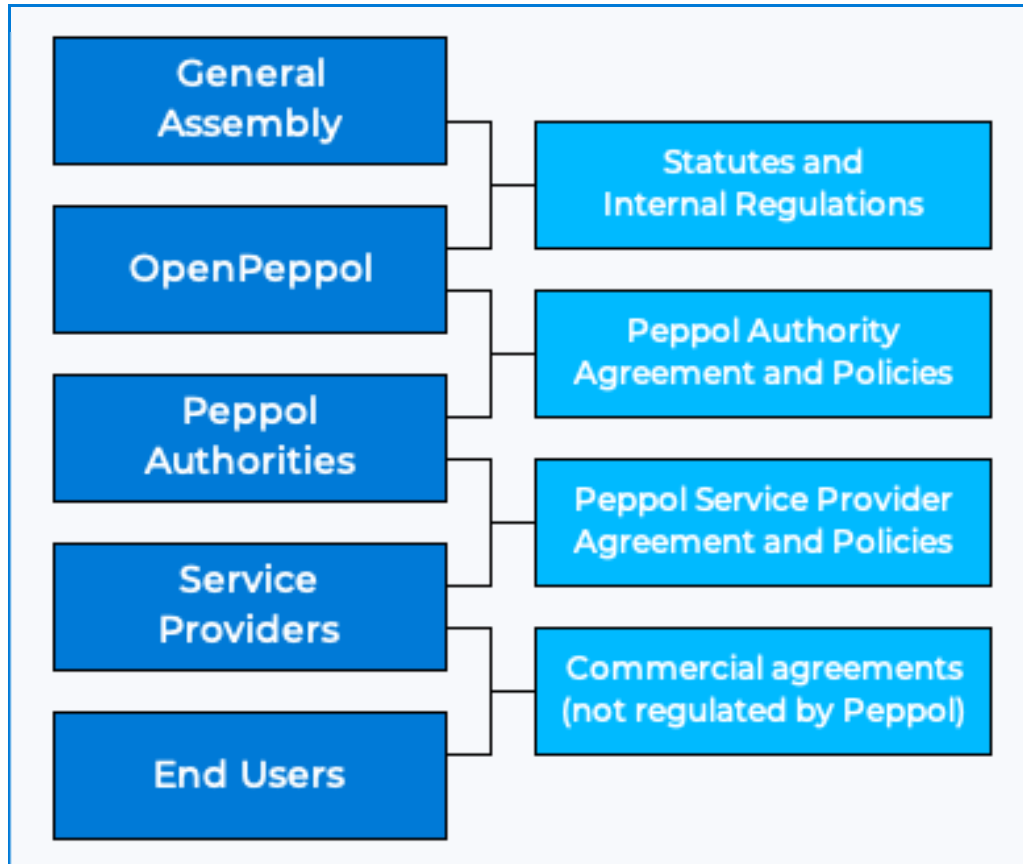 General
Assembly
Statutes and
Internal Regulations
OpenPeppol
Peppol Authority
Agreement and Policies
Peppol
Authorities
Peppol Service Provider
Agreement and Policies
Service
Providers
Commercial agreements
(not regulated by Peppol)
End Users